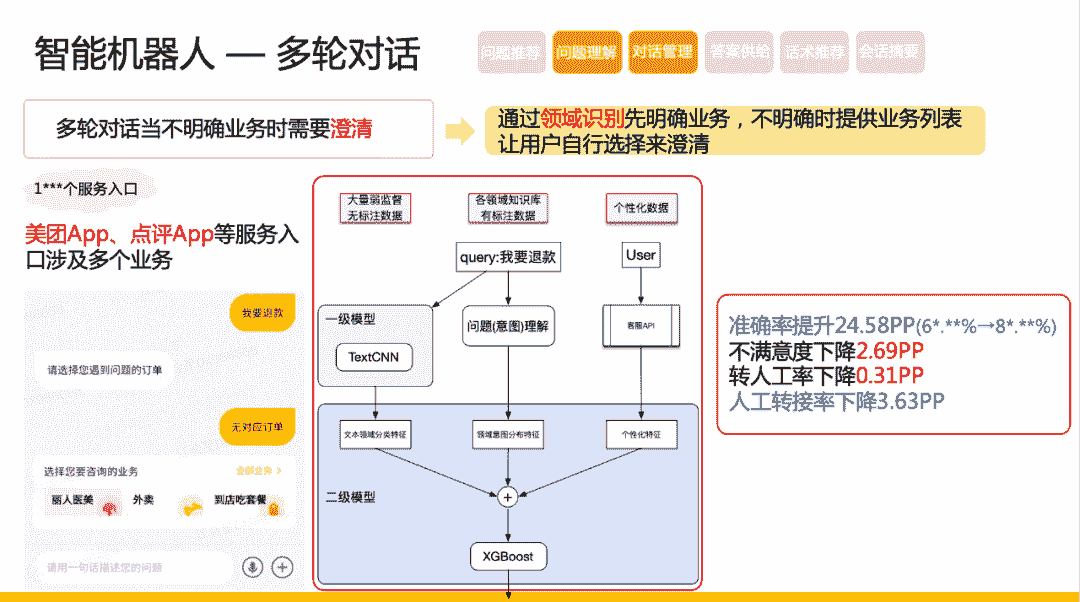 智能机器人 — 多轮对话
问题推荐 问题理解 对话管理 答案供给 话术推荐 会话摘要
多轮对话当不明确业务时需要澄清
通过领域识别先明确业务，不明确时提供业务列表
让用户自行选择来澄清
1***个服务入口
美团App、点评App等服务入
口涉及多个业务
我要退款
请选择您遇到问题的订单
无对应订单
选择您要咨询的业务
全部业务 >
丽人医美
外卖
到店吃套餐
请用一句话描述您的问题
大量弱监督
无标注数据
各领域知识库
有标注数据
个性化数据
query:我要退款
User
一级模型
TextCNN
问题(意图)理解
客服API
文本领域分类特征
领域意图分布特征
个性化特征
二级模型
+
XGBoost
准确率提升24.58PP(6*.**%→8*.**%)
不满意度下降2.69PP
转人工率下降0.31PP
人工转接率下降3.63PP